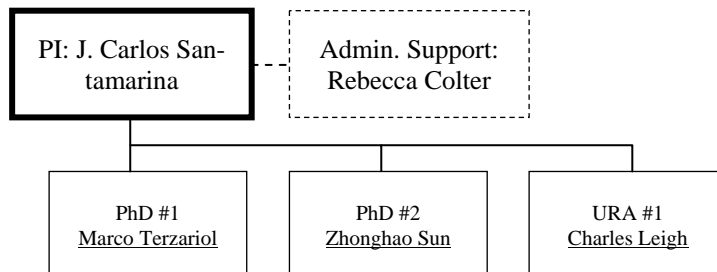 PI: J. Carlos San-
tamarina
Admin. Support:
Rebecca Colter
PhD #1
Marco Terzariol
PhD #2
Zhonghao Sun
URA #1
Charles Leigh